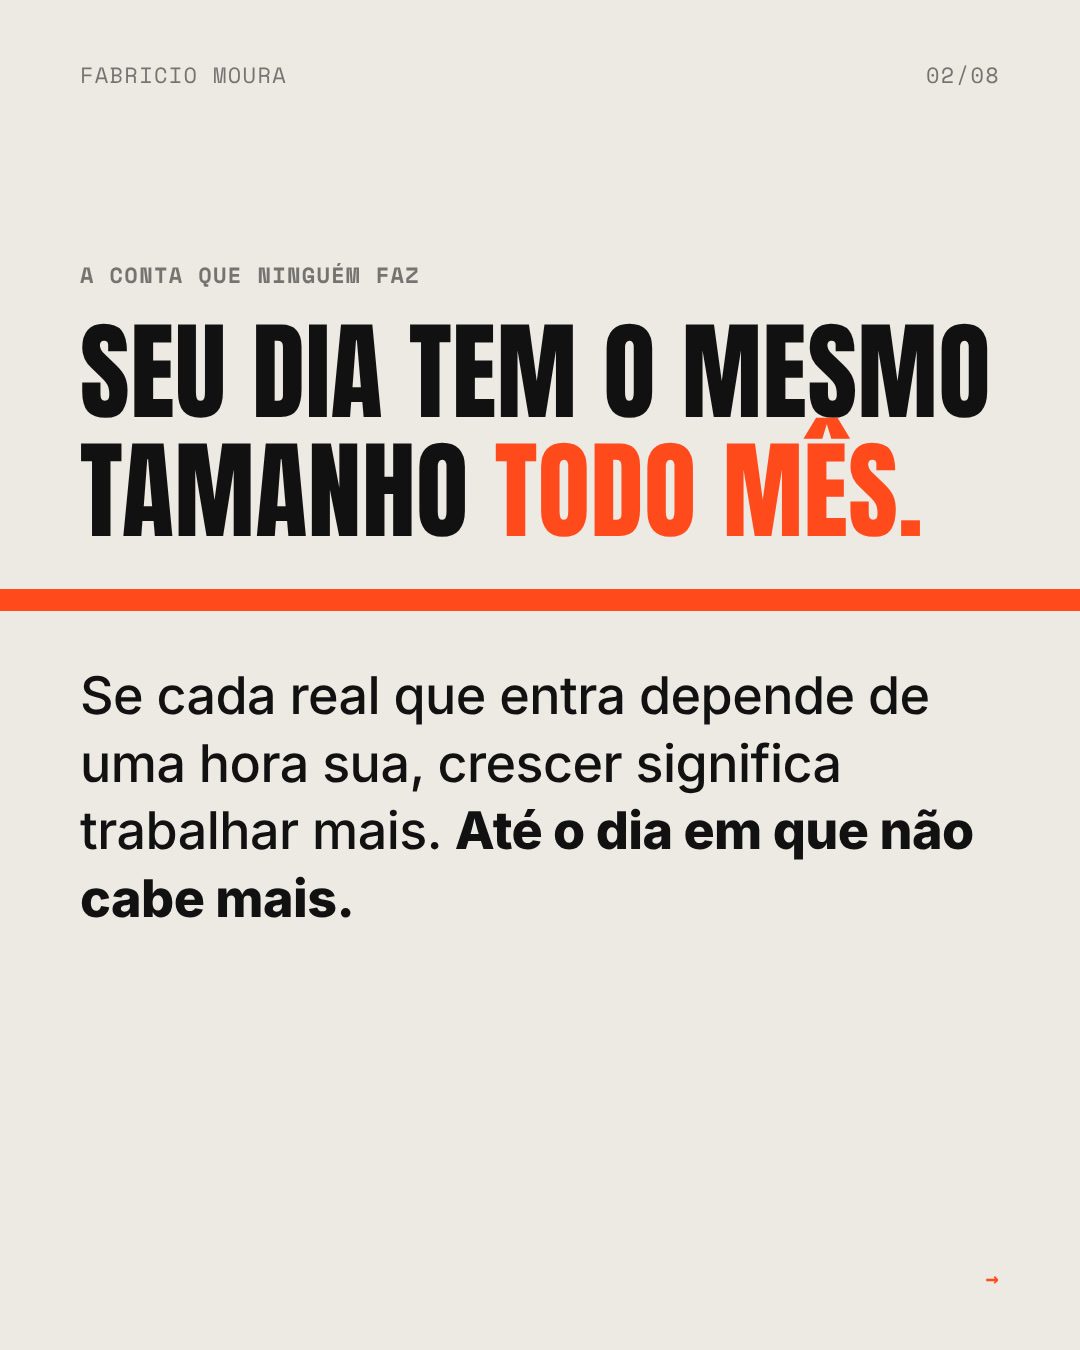 FABRICIO MOURA
02/08
A CONTA QUE NINGUÉM FAZ
SEU DIA TEM O MESMO
TAMANHO TODO MÊS.
Se cada real que entra depende de
uma hora sua, crescer significa
trabalhar mais. Até o dia em que não
cabe mais.
→